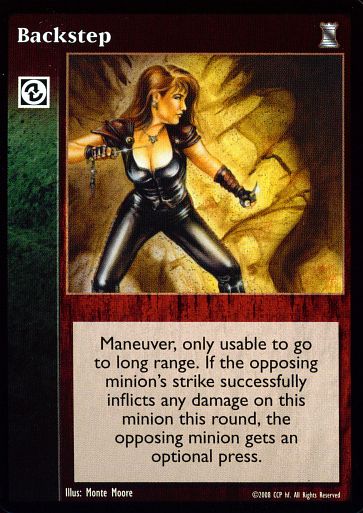 Backstep
Maneuver, only usable to go
to long range. If the opposing
minion's strike successfully
inflicts any damage on this
minion this round, the
opposing minion gets an
optional press.
Illus: Monte Moore
©2008 CCP hf. All Rights Reserved